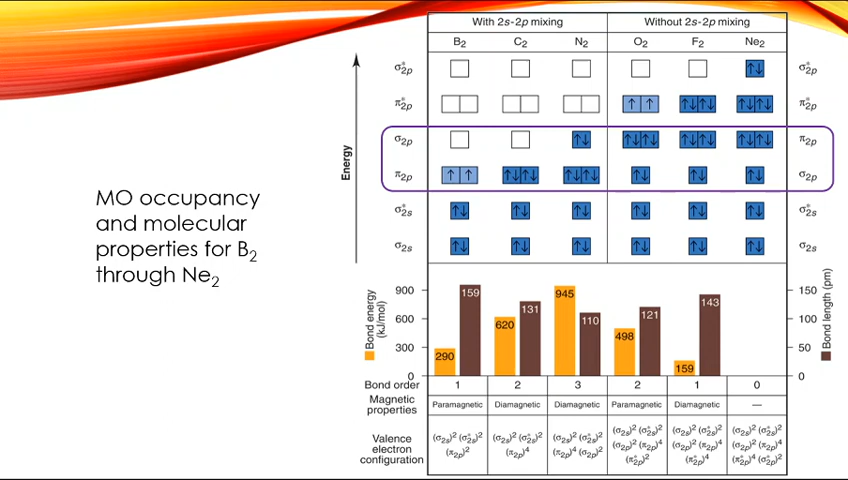 With 2s-2p mixing Without 2s-2p mixing
B2 C2 N2 O2 F2 Ne2
σ*2p ↑↓ σ*2p
π*2p ↑ ↑ ↑↓ ↑↓ ↑↓ ↑↓ π*2p
σ2p ↑↓ ↑↓ ↑↓ ↑↓ ↑↓ ↑↓ ↑↓ π2p
π2p ↑ ↑ ↑↓ ↑↓ ↑↓ ↑↓ ↑↓ ↑↓ ↑↓ σ2p
σ*2s ↑↓ ↑↓ ↑↓ ↑↓ ↑↓ ↑↓ σ*2s
σ2s ↑↓ ↑↓ ↑↓ ↑↓ ↑↓ ↑↓ σ2s
Energy
MO occupancy
and molecular
properties for B2
through Ne2
Bond energy
(kJ/mol)
900
600
300
0
290 159
620 131
945 110
498 121
159 143
150
100
50
0
Bond length (pm)
Bond order 1 2 3 2 1 0
Magnetic
properties
Paramagnetic Diamagnetic Diamagnetic Paramagnetic Diamagnetic —
Valence
electron
configuration
(σ2s)2 (σ*2s)2
(π2p)2
(σ2s)2 (σ*2s)2
(π2p)4
(σ2s)2 (σ*2s)2
(π2p)4 (σ2p)2
(σ2s)2 (σ*2s)2
(σ2p)2 (π2p)4
(π*2p)2
(σ2s)2 (σ*2s)2
(σ2p)2 (π2p)4
(π*2p)4
(σ2s)2 (σ*2s)2
(σ2p)2 (π2p)4
(π*2p)4 (σ*2p)2